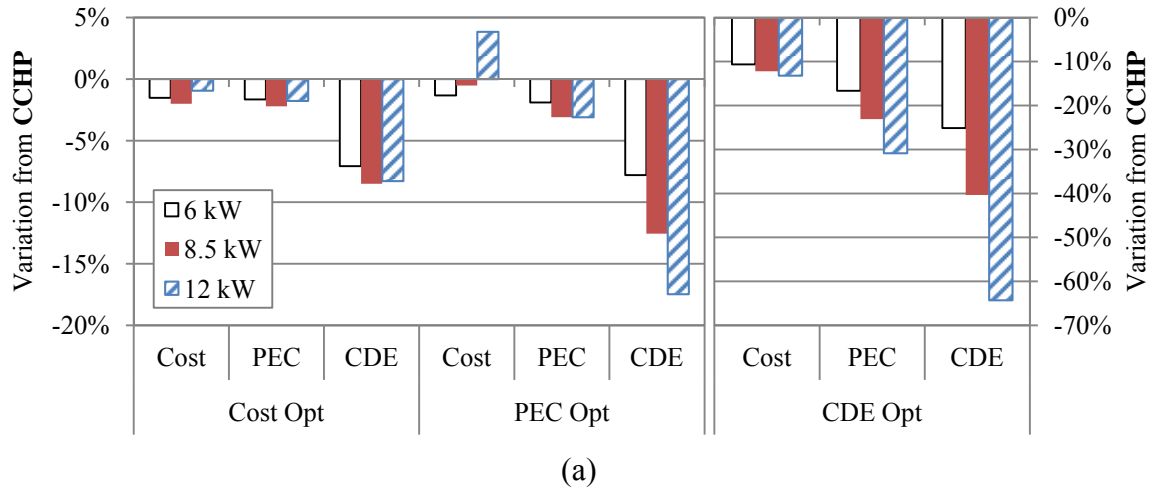 5%
0%
-5%
-10%
-15%
-20%
Variation from CCHP
6 kW
8.5 kW
12 kW
Cost PEC CDE Cost PEC CDE
Cost Opt PEC Opt
Cost PEC CDE
CDE Opt
0%
-10%
-20%
-30%
-40%
-50%
-60%
-70%
Variation from CCHP
(a)